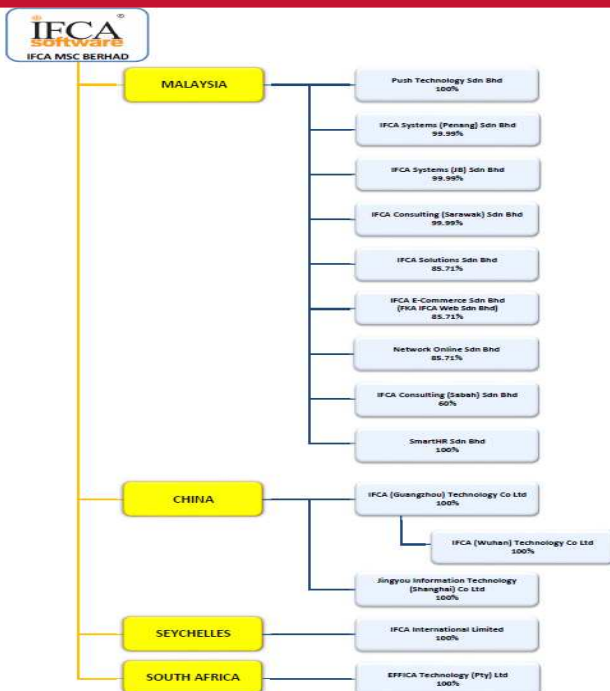 IFCA
software
IFCA MSC BERHAD
MALAYSIA
Push Technology Sdn Bhd
100%
IFCA Systems (Penang) Sdn Bhd
99.99%
IFCA Systems (JB) Sdn Bhd
99.99%
IFCA Consulting (Sarawak) Sdn Bhd
99.99%
IFCA Solutions Sdn Bhd
85.71%
IFCA E-Commerce Sdn Bhd
(FKA IFCA Web Sdn Bhd)
85.71%
Network Online Sdn Bhd
85.71%
IFCA Consulting (Sabah) Sdn Bhd
60%
SmartHR Sdn Bhd
100%
CHINA
IFCA (Guangzhou) Technology Co Ltd
100%
IFCA (Wuhan) Technology Co Ltd
100%
Jingyou Information Technology
(Shanghai) Co Ltd
100%
SEYCHELLES
IFCA International Limited
100%
SOUTH AFRICA
EFFICA Technology (Pty) Ltd
100%